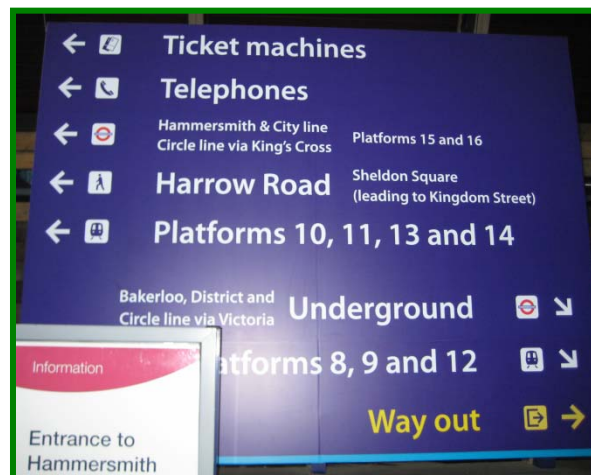 Ticket machines
Telephones
Hammersmith & City line
Circle line via King's Cross
Platforms 15 and 16
Harrow Road
Sheldon Square
(leading to Kingdom Street)
Platforms 10, 11, 13 and 14
Bakerloo, District and
Circle line via Victoria
Underground
Platforms 8, 9 and 12
Way out
Information
Entrance to
Hammersmith